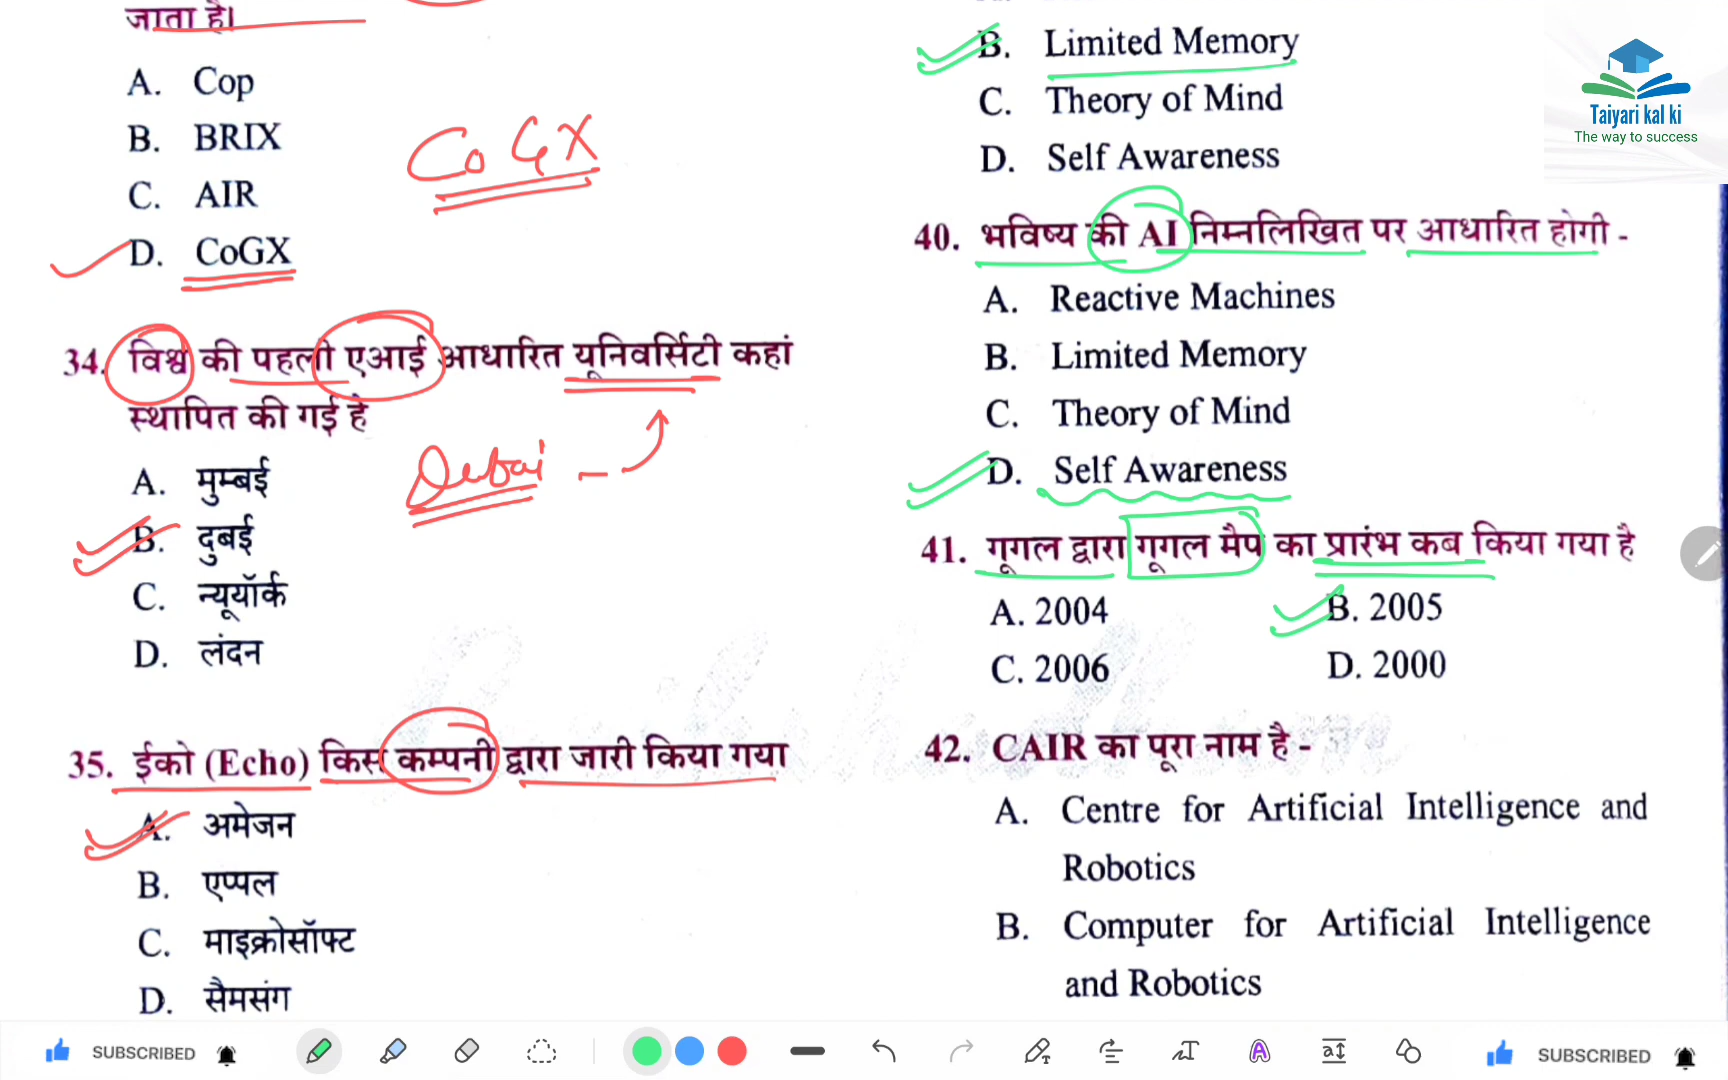 जाता है।
A. Cop
B. BRIX
C. AIR
D. CoGX
CoGX
34. विश्व की पहली एआई आधारित यूनिवर्सिटी कहां
स्थापित की गई है
A. मुम्बई
B. दुबई
C. न्यूयॉर्क
D. लंदन
Dubai
35. ईको (Echo) किस कम्पनी द्वारा जारी किया गया
A. अमेजन
B. एप्पल
C. माइक्रोसॉफ्ट
D. सैमसंग
B. Limited Memory
C. Theory of Mind
D. Self Awareness
40. भविष्य की AI निम्नलिखित पर आधारित होगी -
A. Reactive Machines
B. Limited Memory
C. Theory of Mind
D. Self Awareness
41. गूगल द्वारा गूगल मैप का प्रारंभ कब किया गया है
A. 2004 B. 2005
C. 2006 D. 2000
42. CAIR का पूरा नाम है -
A. Centre for Artificial Intelligence and
Robotics
B. Computer for Artificial Intelligence
and Robotics
Taiyari kal ki
The way to success
SUBSCRIBED
SUBSCRIBED